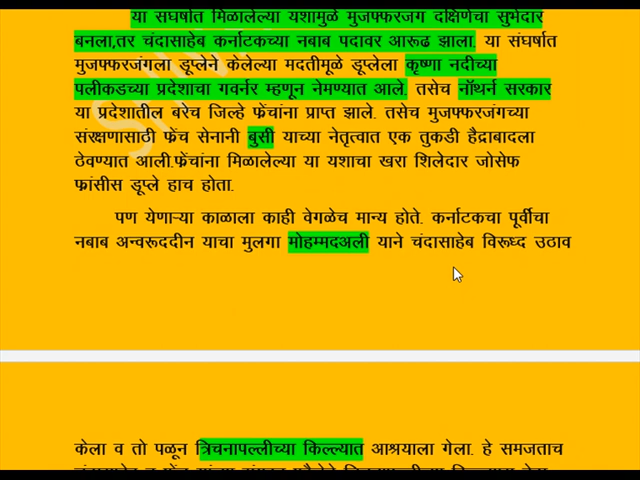 या संघर्षात मिळालेल्या यशामुळे मुजफ्फरजंग दक्षिणेचा सुभेदार
बनला,तर चंदासाहेब कर्नाटकच्या नबाब पदावर आरूढ झाला. या संघर्षात
मुजफ्फरजंगला डूप्लेने केलेल्या मदतीमूळे डूप्लेला कृष्णा नदीच्या
पलीकडच्या प्रदेशाचा गवर्नर म्हणून नेमण्यात आले. तसेच नॉथर्न सरकार
या प्रदेशातील बरेच जिल्हे फ्रेंचांना प्राप्त झाले. तसेच मुजफ्फरजंगच्या
संरक्षणासाठी फ्रेंच सेनानी बुसी याच्या नेतृत्वात एक तुकडी हैद्राबादला
ठेवण्यात आली.फ्रेंचांना मिळालेल्या या यशाचा खरा शिलेदार जोसेफ
फ्रांसीस डूप्ले हाच होता.
पण येणाऱ्या काळाला काही वेगळेच मान्य होते. कर्नाटकचा पूर्वीचा
नबाब अन्वरूददीन याचा मुलगा मोहम्मदअली याने चंदासाहेब विरूध्द उठाव
केला व तो पळून त्रिचनापल्लीच्या किल्ल्यात आश्रयाला गेला. हे समजताच